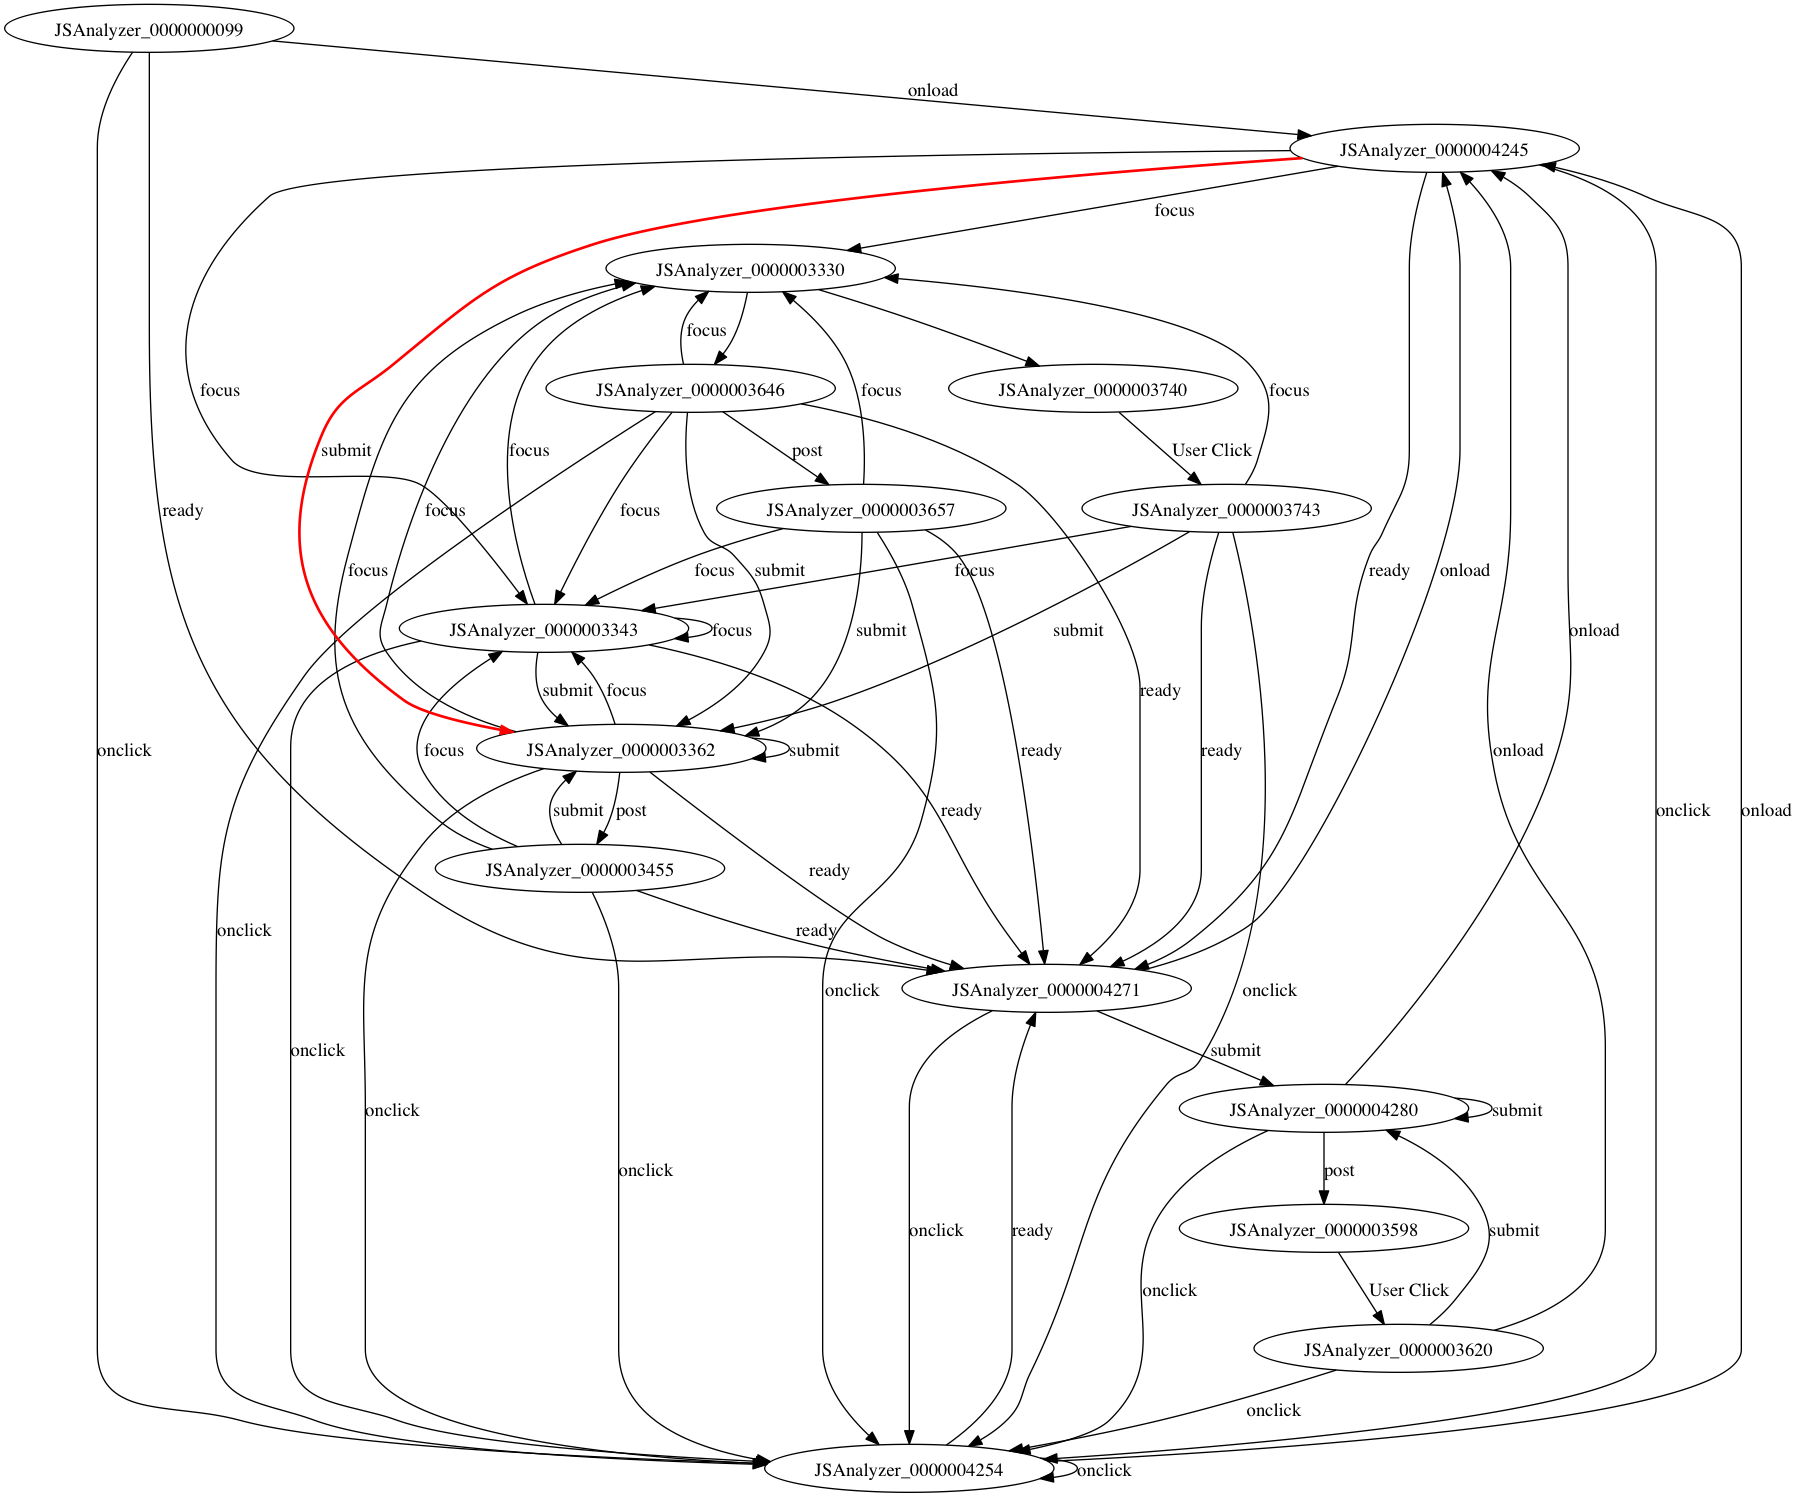 JSAnalyzer_0000000099
onload
JSAnalyzer_0000004245
focus
JSAnalyzer_0000003330
focus
JSAnalyzer_0000003646
JSAnalyzer_0000003740
focus
focus
focus
submit
focus
post
User Click
ready
focus
focus
JSAnalyzer_0000003657
JSAnalyzer_0000003743
focus
focus
submit
focus
ready
onload
JSAnalyzer_0000003343
focus
submit
submit
onload
submit
focus
ready
onclick
focus
JSAnalyzer_0000003362
submit
ready
ready
onload
submit
post
ready
onclick
onload
JSAnalyzer_0000003455
ready
onclick
ready
onclick
JSAnalyzer_0000004271
onclick
onclick
submit
onclick
JSAnalyzer_0000004280
submit
onclick
post
onclick
ready
JSAnalyzer_0000003598
submit
onclick
User Click
JSAnalyzer_0000003620
onclick
JSAnalyzer_0000004254
onclick